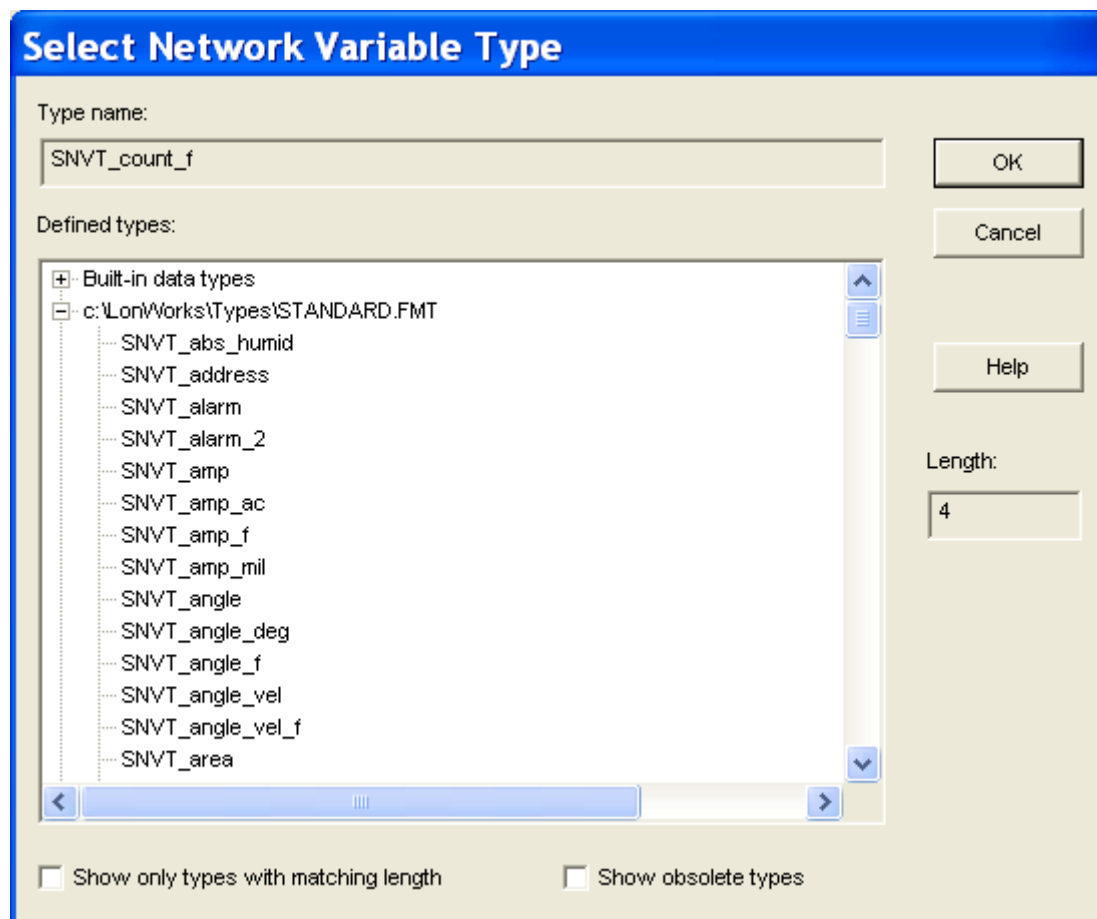 Select Network Variable Type
Type name:
SNVT_count_f
OK
Defined types:
Cancel
Built-in data types
c:\LonWorks\Types\STANDARD.FMT
SNVT_abs_humid
SNVT_address
Help
SNVT_alarm
SNVT_alarm_2
SNVT_amp
Length:
SNVT_amp_ac
4
SNVT_amp_f
SNVT_amp_mil
SNVT_angle
SNVT_angle_deg
SNVT_angle_f
SNVT_angle_vel
SNVT_angle_vel_f
SNVT_area
Show only types with matching length
Show obsolete types